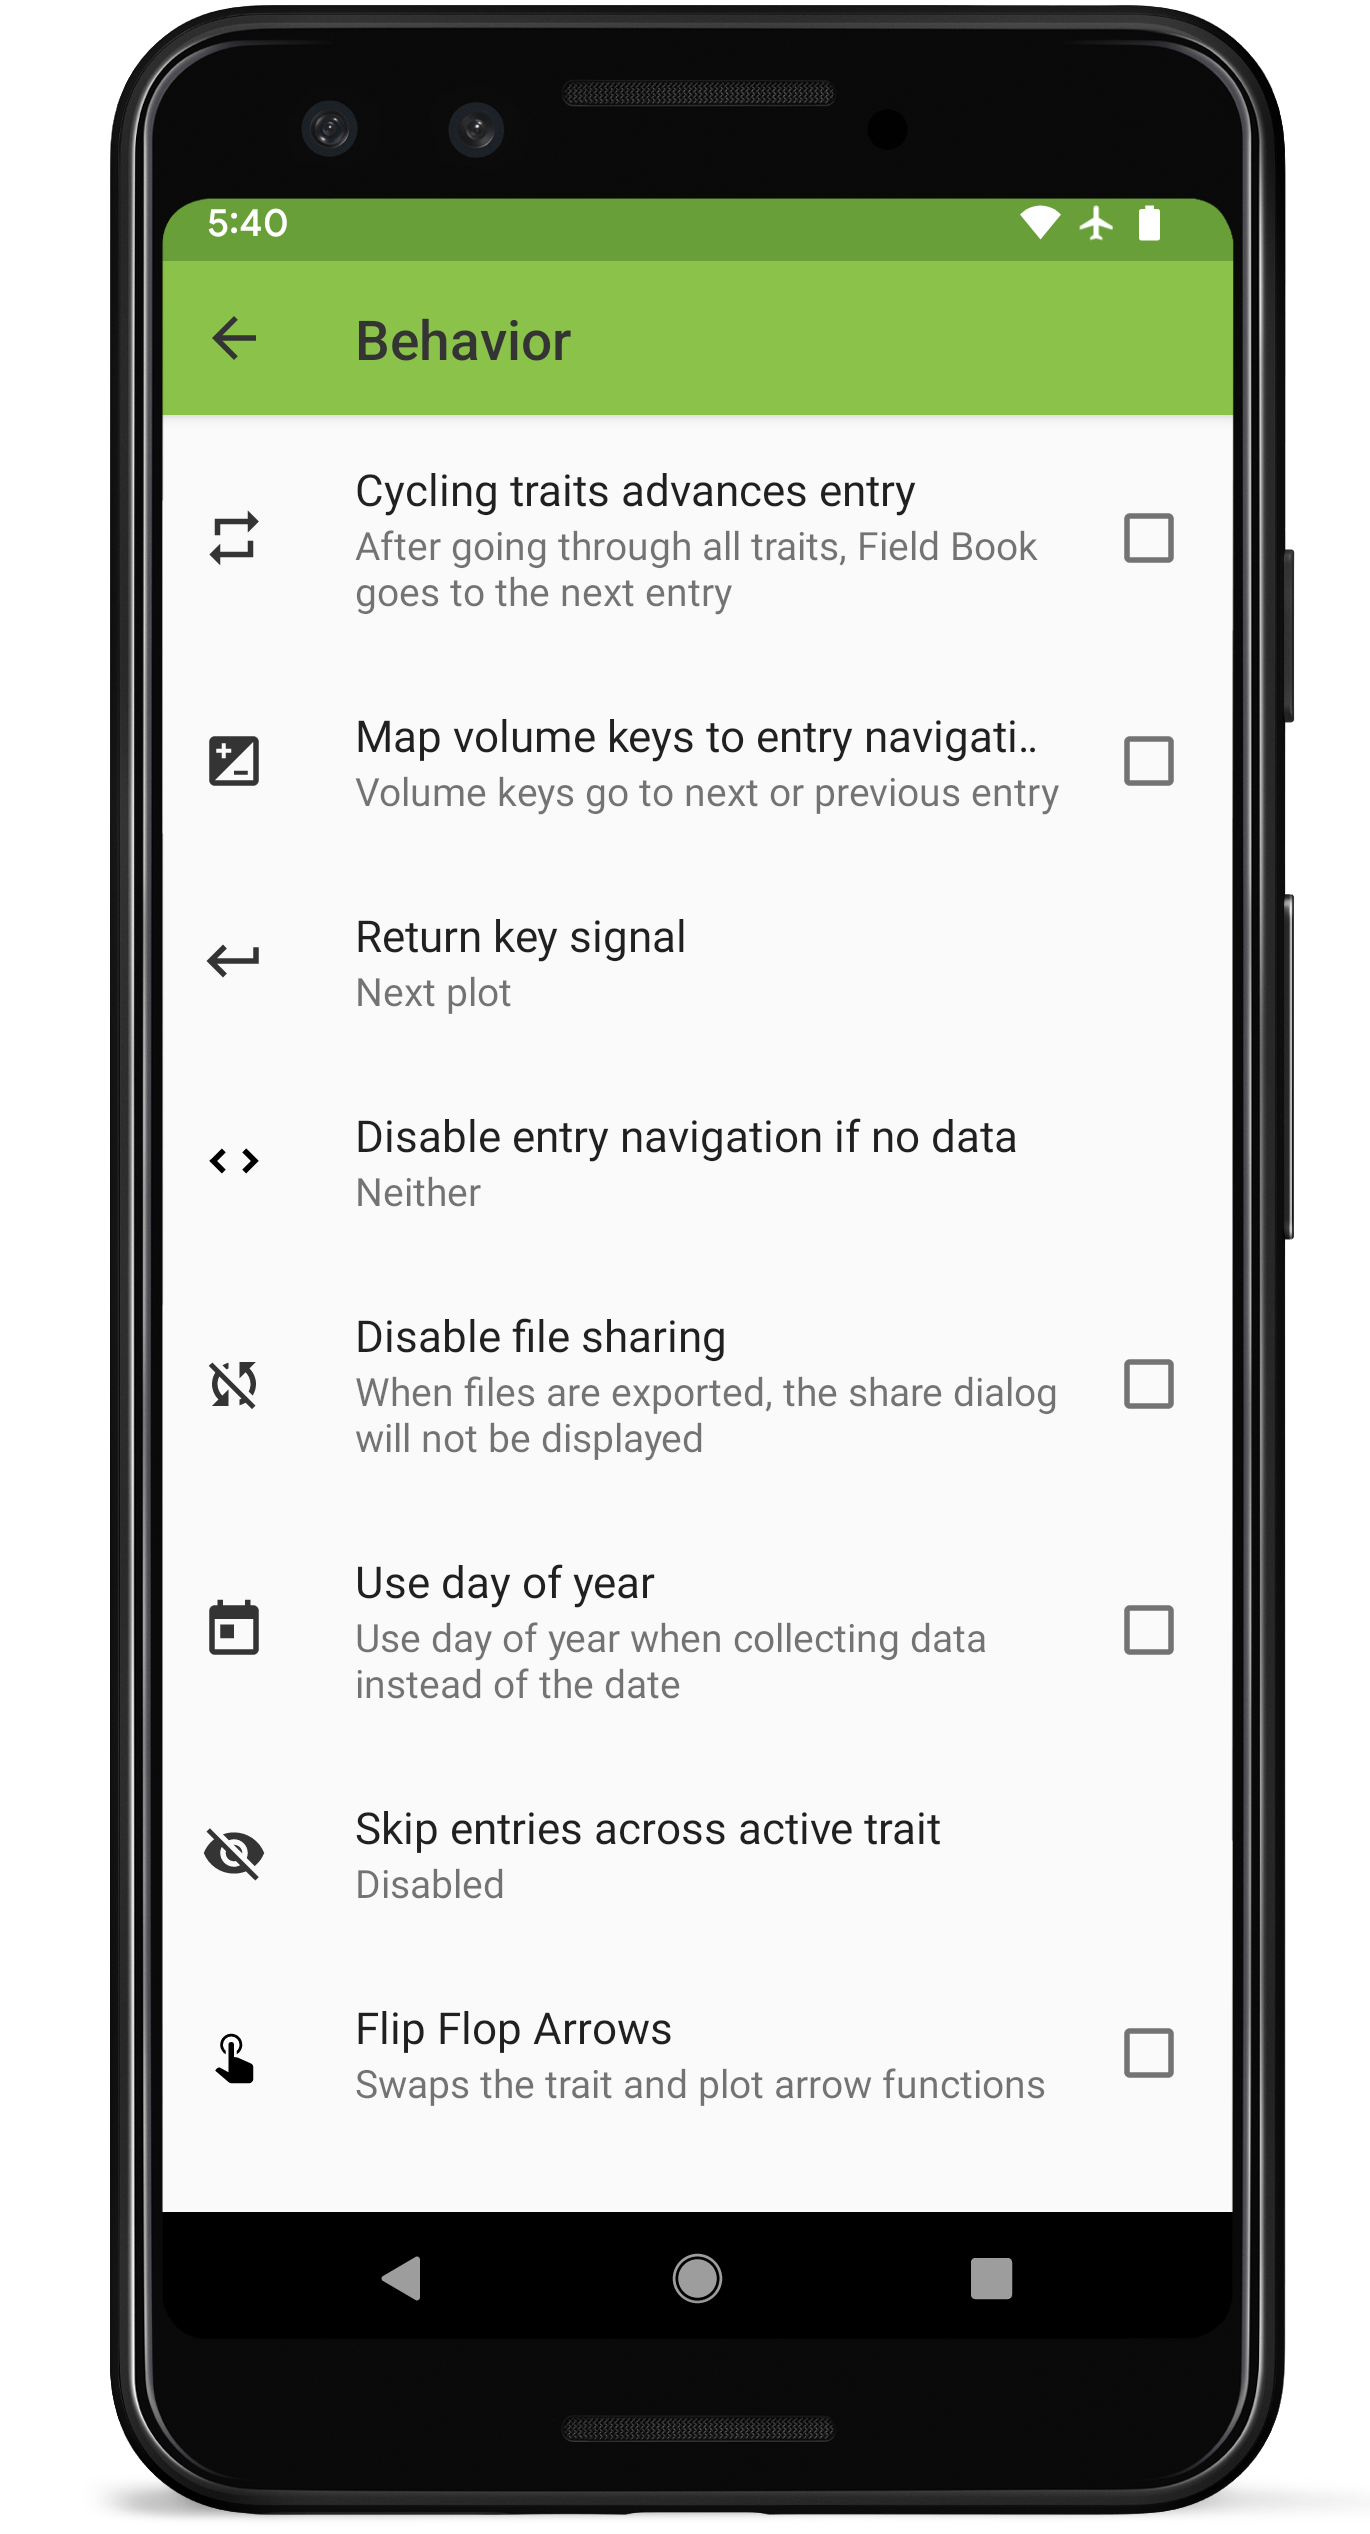 5:40
Behavior
Cycling traits advances entry
After going through all traits, Field Book
goes to the next entry
Map volume keys to entry navigati..
Volume keys go to next or previous entry
Return key signal
Next plot
Disable entry navigation if no data
Neither
Disable file sharing
When files are exported, the share dialog
will not be displayed
Use day of year
Use day of year when collecting data
instead of the date
Skip entries across active trait
Disabled
Flip Flop Arrows
Swaps the trait and plot arrow functions